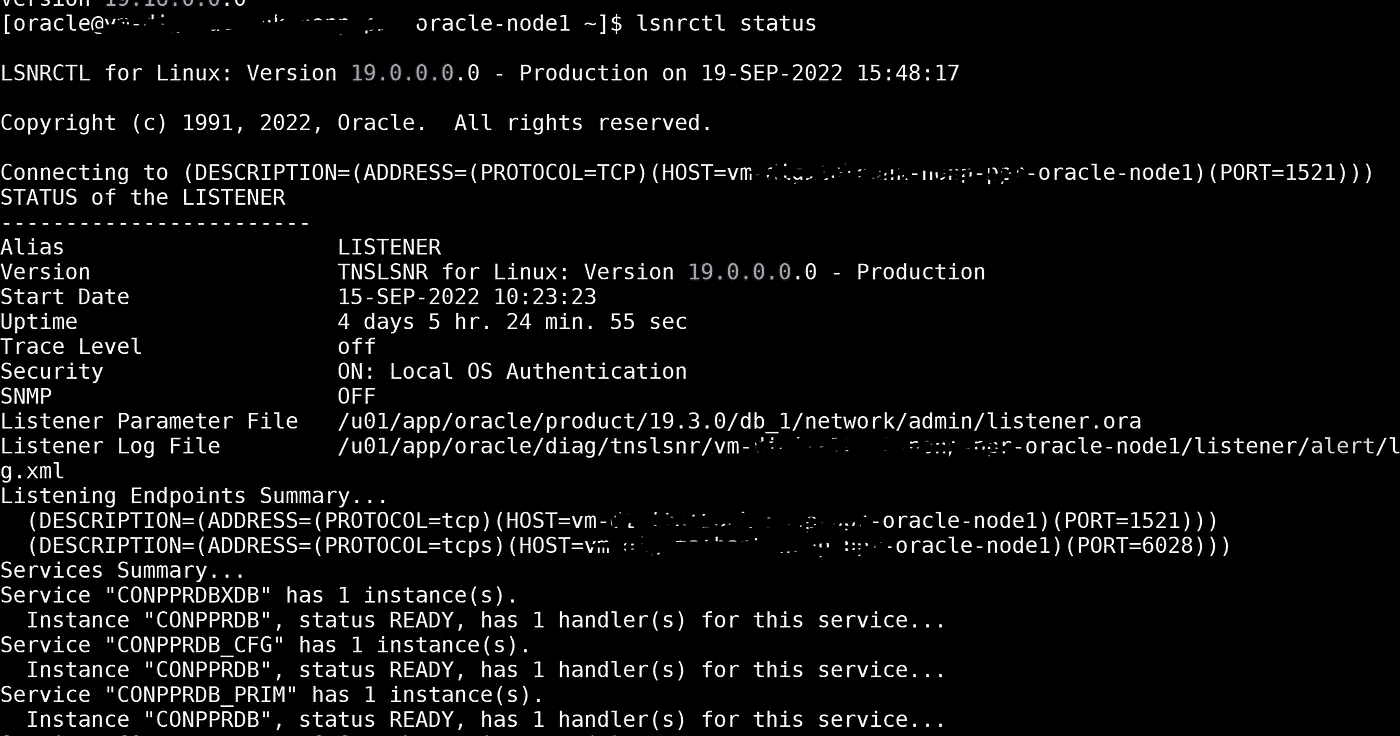 [oracle@ oracle-node1 ~]$ lsnrctl status
LSNRCTL for Linux: Version 19.0.0.0.0 - Production on 19-SEP-2022 15:48:17
Copyright (c) 1991, 2022, Oracle.  All rights reserved.
Connecting to (DESCRIPTION=(ADDRESS=(PROTOCOL=TCP)(HOST=vm- -oracle-node1)(PORT=1521)))
STATUS of the LISTENER
------------------------
Alias                     LISTENER
Version                   TNSLSNR for Linux: Version 19.0.0.0.0 - Production
Start Date                15-SEP-2022 10:23:23
Uptime                    4 days 5 hr. 24 min. 55 sec
Trace Level               off
Security                  ON: Local OS Authentication
SNMP                      OFF
Listener Parameter File   /u01/app/oracle/product/19.3.0/db_1/network/admin/listener.ora
Listener Log File         /u01/app/oracle/diag/tnslsnr/vm- -oracle-node1/listener/alert/l
g.xml
Listening Endpoints Summary...
  (DESCRIPTION=(ADDRESS=(PROTOCOL=tcp)(HOST=vm- -oracle-node1)(PORT=1521)))
  (DESCRIPTION=(ADDRESS=(PROTOCOL=tcps)(HOST=vm -oracle-node1)(PORT=6028)))
Services Summary...
Service "CONPPRDBXDB" has 1 instance(s).
  Instance "CONPPRDB", status READY, has 1 handler(s) for this service...
Service "CONPPRDB_CFG" has 1 instance(s).
  Instance "CONPPRDB", status READY, has 1 handler(s) for this service...
Service "CONPPRDB_PRIM" has 1 instance(s).
  Instance "CONPPRDB", status READY, has 1 handler(s) for this service...